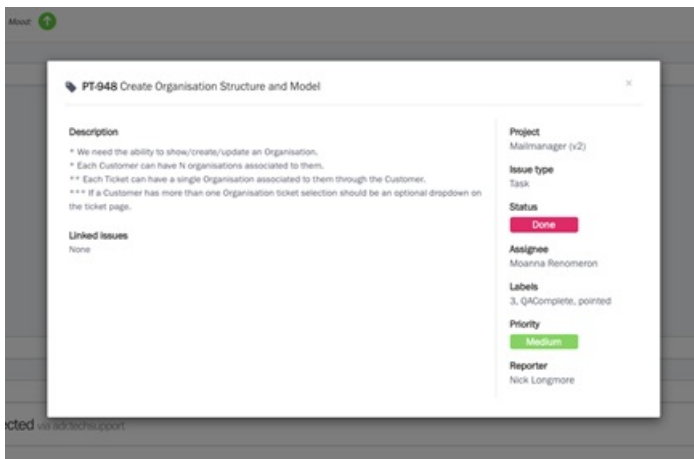 Mood:
PT-948 Create Organisation Structure and Model
×
Description
* We need the ability to show/create/update an Organisation.
* Each Customer can have N organisations associated to them.
** Each Ticket can have a single Organisation associated to them through the Customer.
*** If a Customer has more than one Organisation ticket selection should be an optional dropdown on
the ticket page.
Linked issues
None
Project
Mailmanager (v2)
Issue type
Task
Status
Done
Assignee
Moanna Renomeron
Labels
3, QAComplete, pointed
Priority
Medium
Reporter
Nick Longmore
ected via adr.techsupport